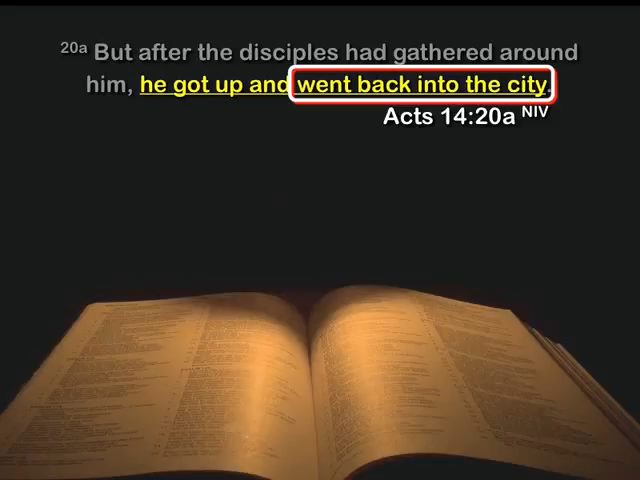 20a But after the disciples had gathered around
him, he got up and went back into the city.
Acts 14:20a NIV